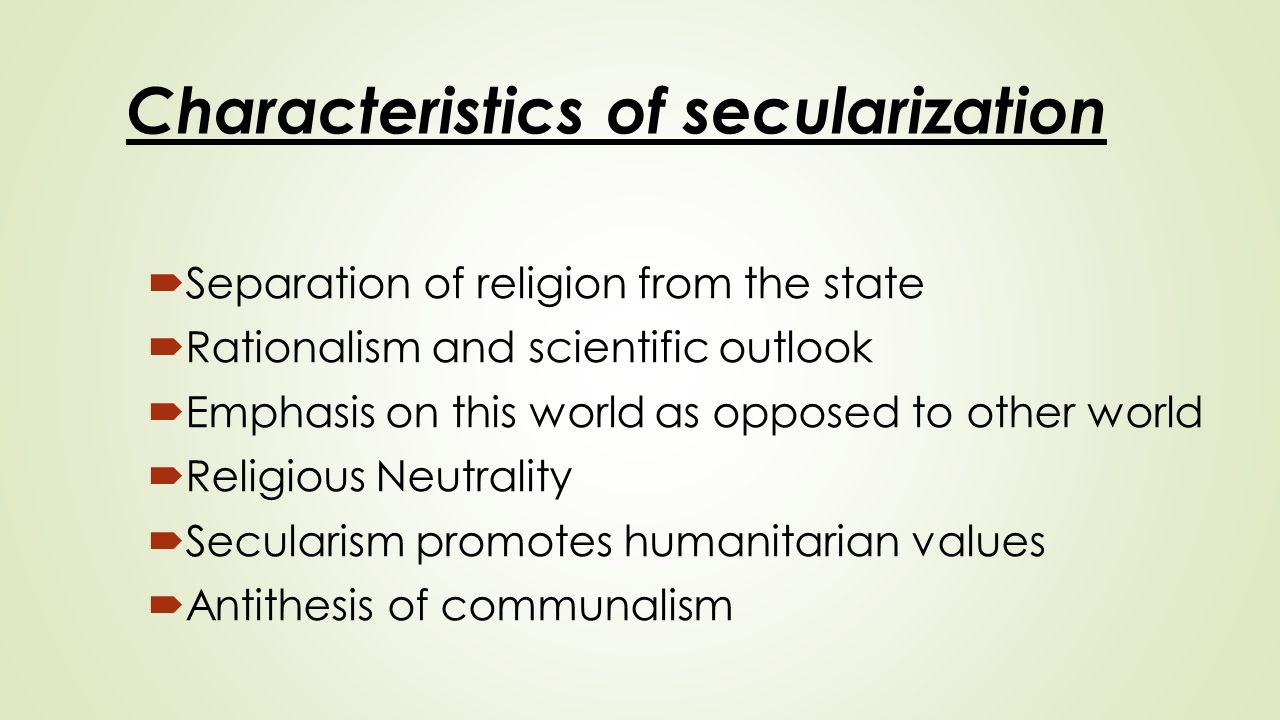 Characteristics of secularization
Separation of religion from the state
Rationalism and scientific outlook
Emphasis on this world as opposed to other world
Religious Neutrality
Secularism promotes humanitarian values
Antithesis of communalism